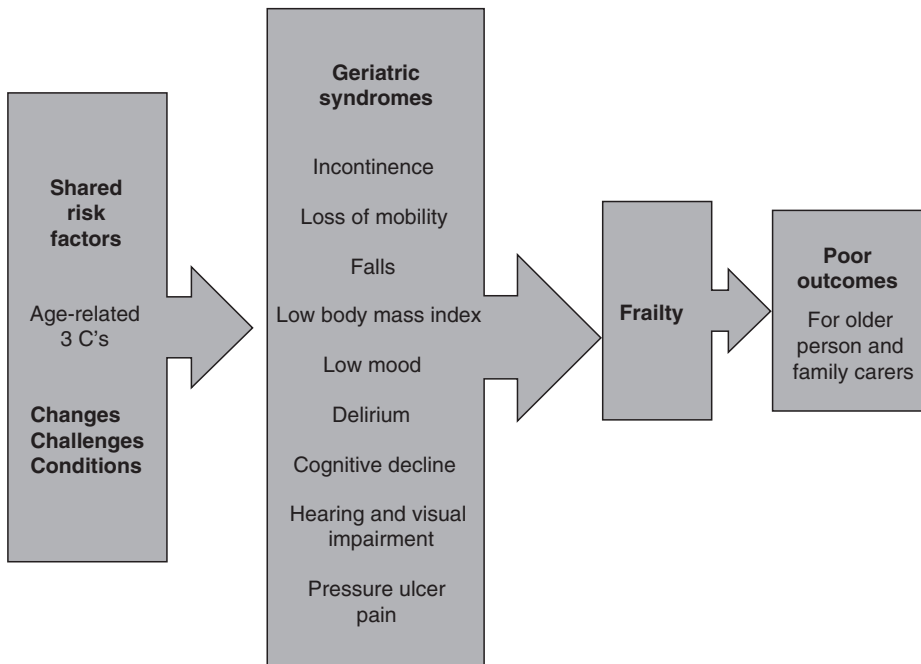 Shared
risk
factors
Age-related
3 C's
Changes
Challenges
Conditions
Geriatric
syndromes
Incontinence
Loss of mobility
Falls
Low body mass index
Low mood
Delirium
Cognitive decline
Hearing and visual
impairment
Pressure ulcer
pain
Frailty
Poor
outcomes
For older
person and
family carers